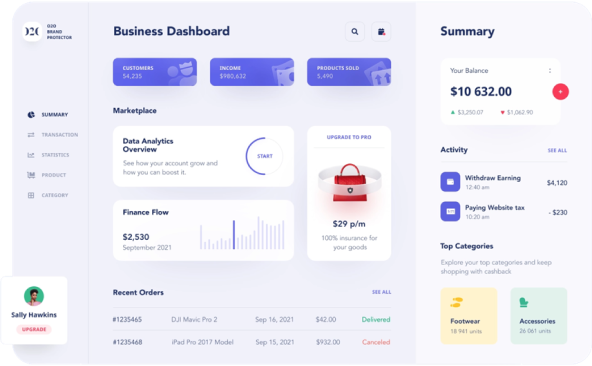 O2O
BRAND
PROTECTOR
SUMMARY
TRANSACTION
STATISTICS
PRODUCT
CATEGORY
Sally Hawkins
UPGRADE
Business Dashboard
CUSTOMERS
54,235
INCOME
$980,632
PRODUCTS SOLD
5,490
Marketplace
Data Analytics
Overview
See how your account grow and
how you can boost it.
START
Finance Flow
$2,530
September 2021
UPGRADE TO PRO
$29 p/m
100% insurance for
your goods
Recent Orders
SEE ALL
#1235465 DJI Mavic Pro 2 Sep 16, 2021 $42.00 Delivered
#1235468 iPad Pro 2017 Model Sep 15, 2021 $932.00 Canceled
Summary
Your Balance
$10 632.00
+
$3,250.07 $1,062.90
Activity
SEE ALL
Withdraw Earning
12:40 am
$4,120
Paying Website tax
10:20 am
- $230
Top Categories
Explore your top categories and keep
shopping with cashback
Footwear
18 941 units
Accessories
26 061 units